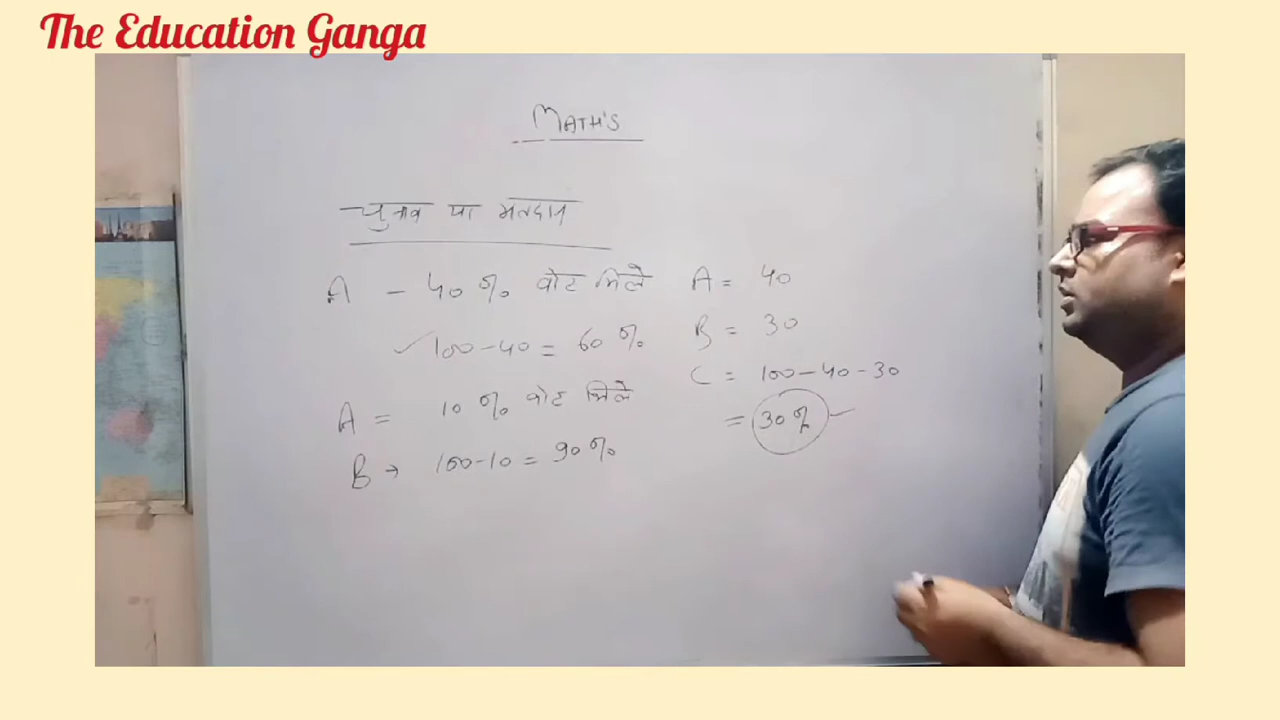 The Education Ganga
MATH'S
चुनाव या मतदान
A - 40 % वोट मिले
100-40 = 60 %
A = 10 % वोट मिले
B → 100-10 = 90%
A = 40
B = 30
C = 100-40-30
= 30%